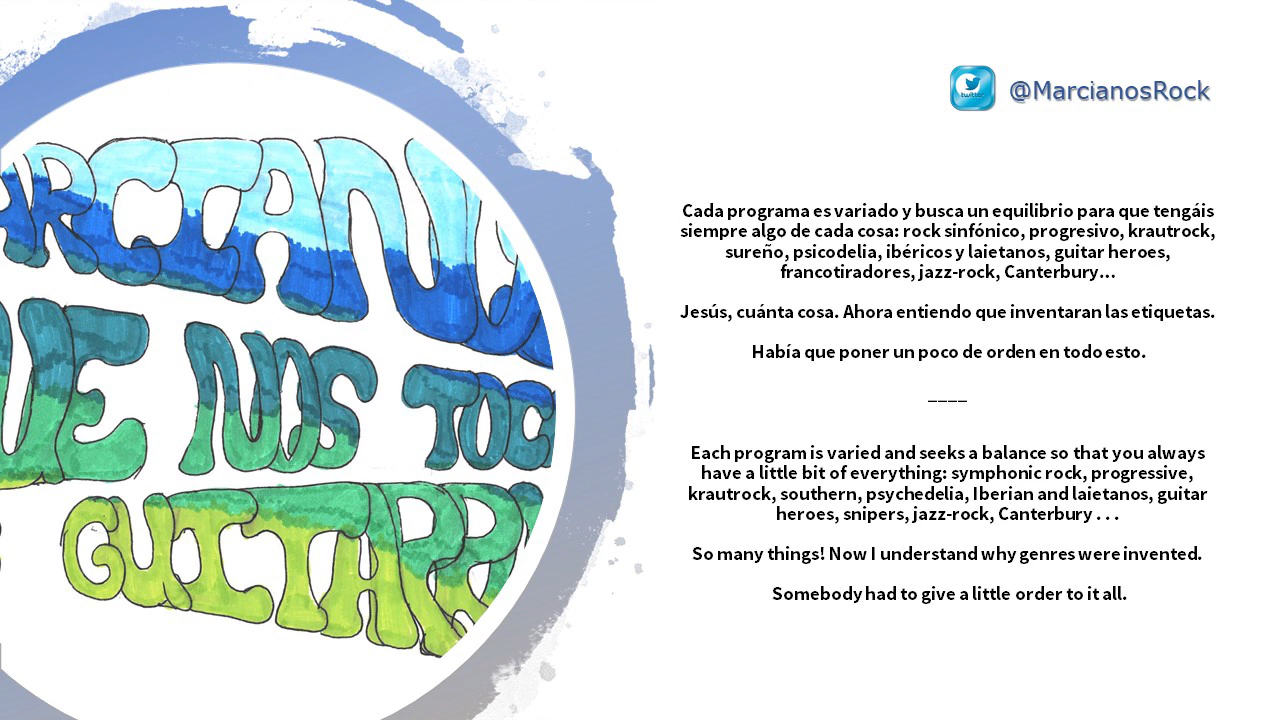 ARCIANO
UE NOS TOC
GUITARR
twitter
@MarcianosRock
Cada programa es variado y busca un equilibrio para que tengáis
siempre algo de cada cosa: rock sinfónico, progresivo, krautrock,
sureño, psicodelia, ibéricos y laietanos, guitar heroes,
francotiradores, jazz-rock, Canterbury...
Jesús, cuánta cosa. Ahora entiendo que inventaran las etiquetas.
Había que poner un poco de orden en todo esto.
____
Each program is varied and seeks a balance so that you always
have a little bit of everything: symphonic rock, progressive,
krautrock, southern, psychedelia, Iberian and laietanos, guitar
heroes, snipers, jazz-rock, Canterbury . . .
So many things! Now I understand why genres were invented.
Somebody had to give a little order to it all.